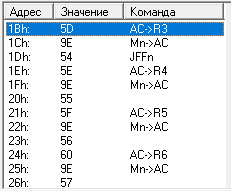 Адрес Значение Команда
1Bh: 5D AC->R3
1Ch: 9E Mn->AC
1Dh: 54 JFFn
1Eh: 5E AC->R4
1Fh: 9E Mn->AC
20h: 55
21h: 5F AC->R5
22h: 9E Mn->AC
23h: 56
24h: 60 AC->R6
25h: 9E Mn->AC
26h: 57